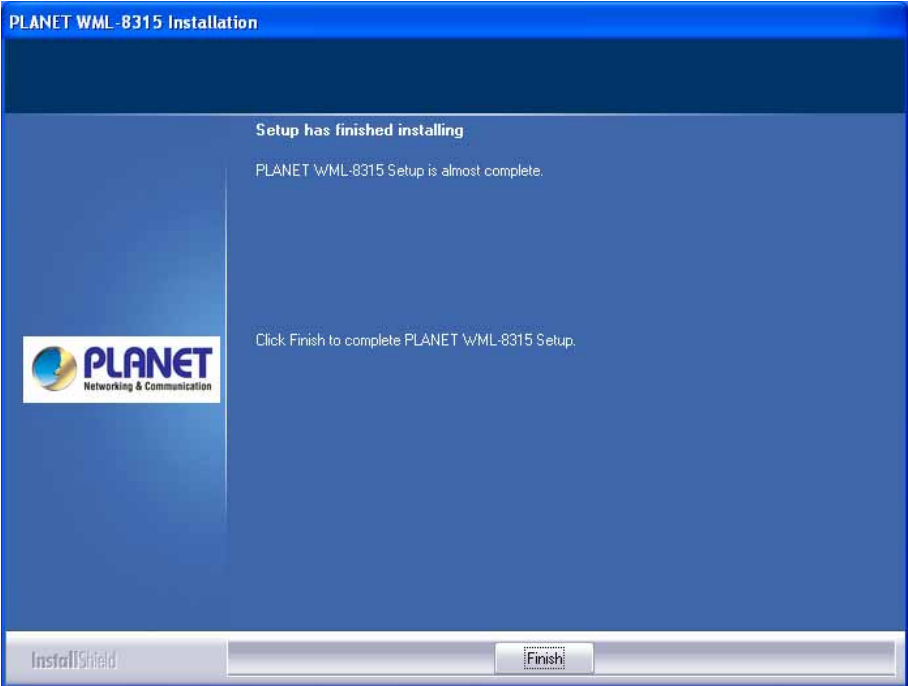 PLANET WML-8315 Installation
Setup has finished installing
PLANET WML-8315 Setup is almost complete.
Click Finish to complete PLANET WML-8315 Setup.
PLANET
Networking & Communication
InstallShield
Finish